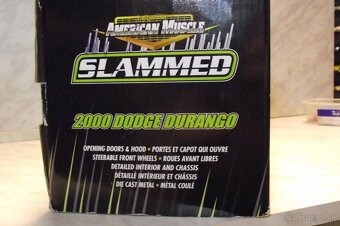 AMERICAN MUSCLE
SLAMMED
2000 DODGE DURANGO
OPENING DOORS & HOOD • PORTES ET CAPOT QUI OUVRE
STEERABLE FRONT WHEELS • ROUES AVANT LIBRES
DETAILED INTERIOR AND CHASSIS
DÉTAILLÉ INTÉRIEUR ET CHÂSSIS
DIE CAST METAL • METAL COULÉ